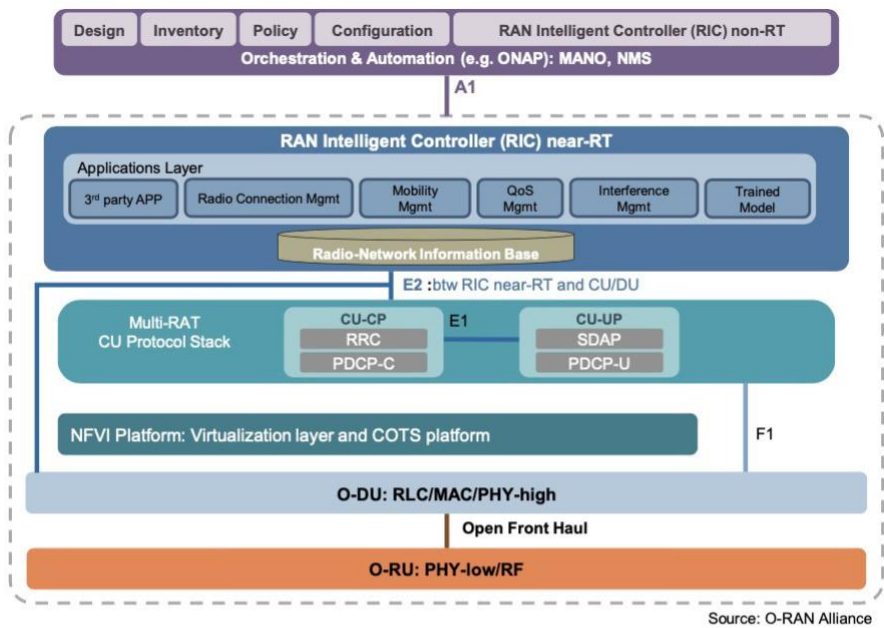 Design
Inventory
Policy
Configuration
RAN Intelligent Controller (RIC) non-RT
Orchestration & Automation (e.g. ONAP): MANO, NMS
A1
RAN Intelligent Controller (RIC) near-RT
Applications Layer
3rd party APP
Radio Connection Mgmt
Mobility
Mgmt
QoS
Mgmt
Interference
Mgmt
Trained
Model
Radio-Network Information Base
E2 :btw RIC near-RT and CU/DU
Multi-RAT
CU Protocol Stack
CU-CP
RRC
PDCP-C
E1
CU-UP
SDAP
PDCP-U
NFVI Platform: Virtualization layer and COTS platform
F1
O-DU: RLC/MAC/PHY-high
Open Front Haul
O-RU: PHY-low/RF
Source: O-RAN Alliance